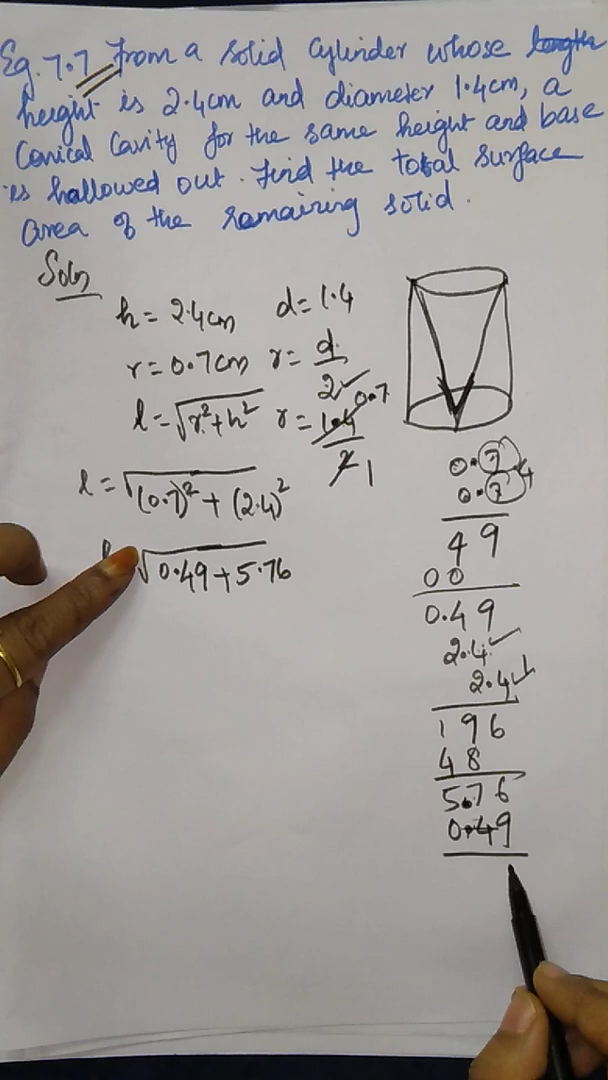 Eg. 7.7 From a solid cylinder whose length
height is 2.4cm and diameter 1.4cm, a
Conical Cavity for the same height and base
is hallowed out. Find the total surface
area of the remaining solid.
Soln
h = 2.4cm d = 1.4
r = 0.7cm r = d/2
l = √r²+h² r = 1.4/2 0.7 1
l = √(0.7)² + (2.4)²
√0.49+5.76
0.7
0.7
49
00
0.49
2.4
2.4
196
48
5.76
0.49